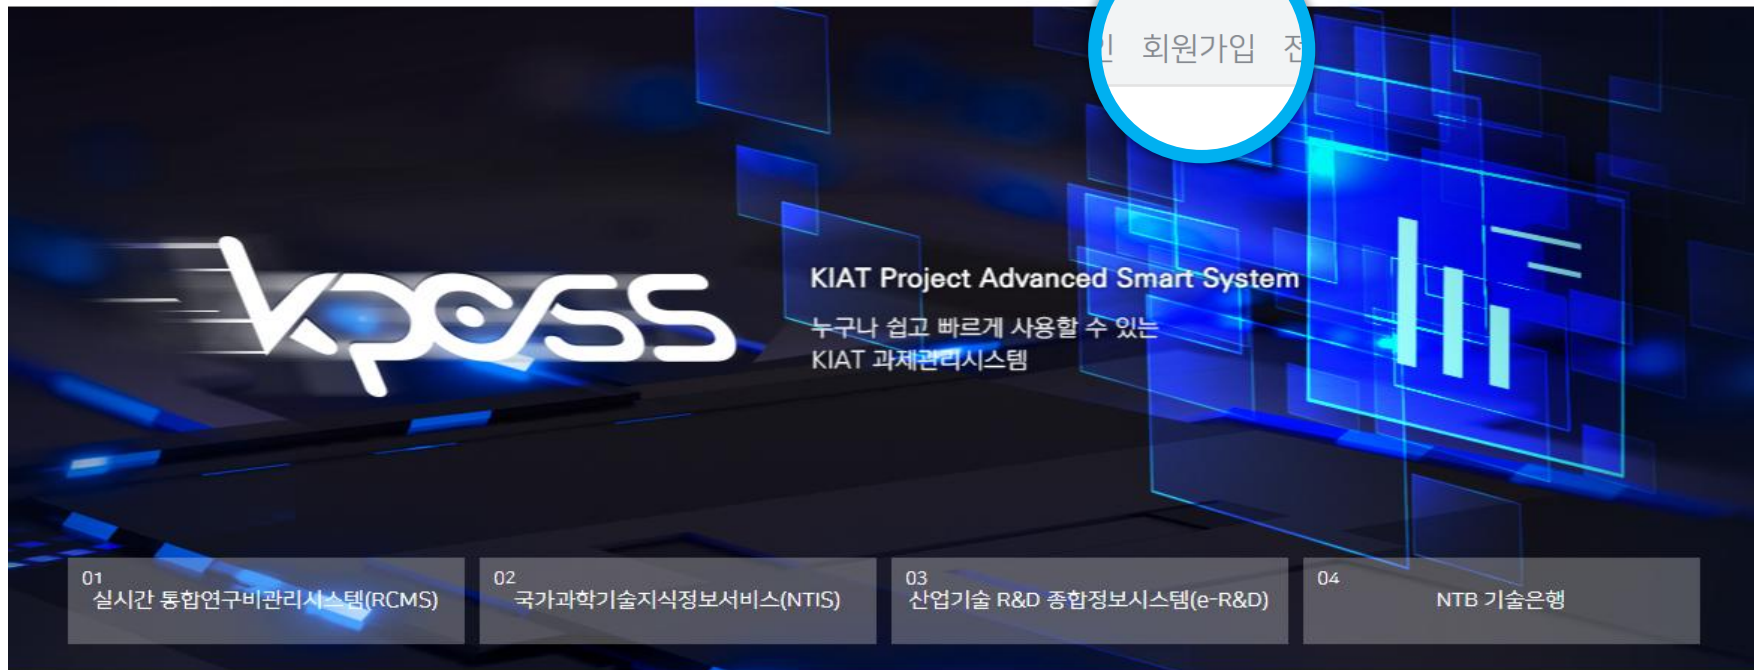 회원가입
kpass
KIAT Project Advanced Smart System
누구나 쉽고 빠르게 사용할 수 있는
KIAT 과제관리시스템
01
실시간 통합연구비관리시스템(RCMS)
02
국가과학기술지식정보서비스(NTIS)
03
산업기술 R&D 종합정보시스템(e-R&D)
04
NTB 기술은행